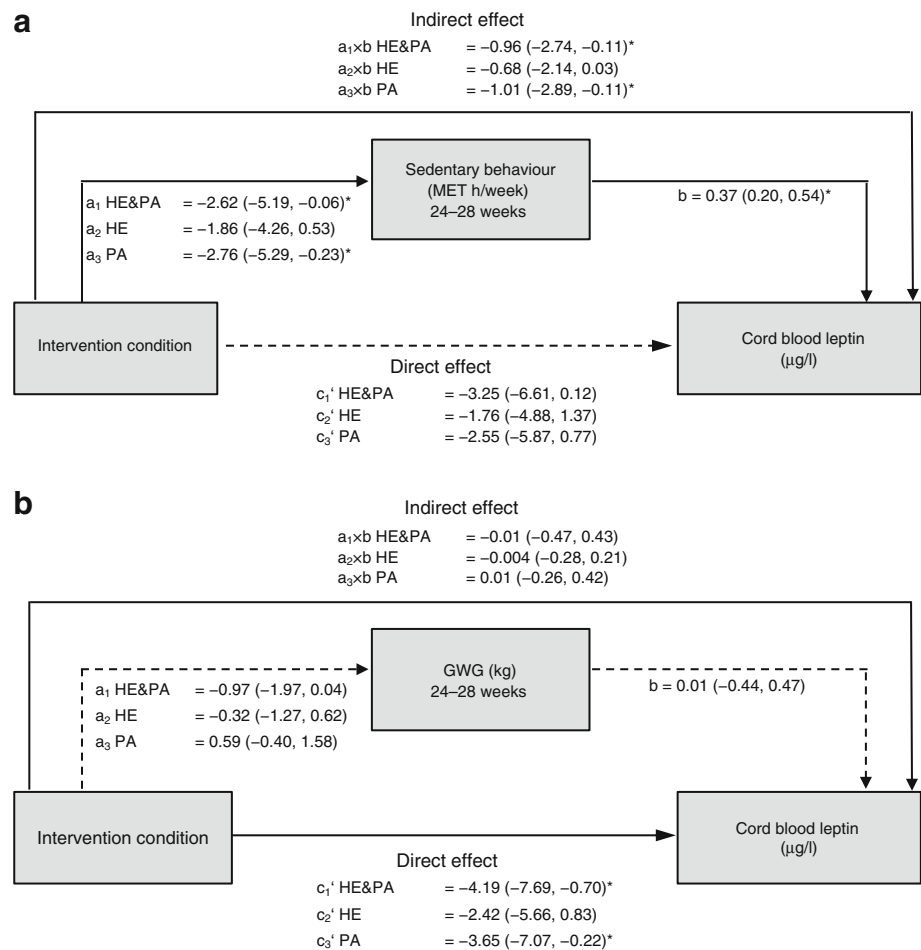 a
Indirect effect
a₁×b HE&PA = −0.96 (−2.74, −0.11)*
a₂×b HE = −0.68 (−2.14, 0.03)
a₃×b PA = −1.01 (−2.89, −0.11)*
Sedentary behaviour
(MET h/week)
24–28 weeks
a₁ HE&PA = −2.62 (−5.19, −0.06)*
a₂ HE = −1.86 (−4.26, 0.53)
a₃ PA = −2.76 (−5.29, −0.23)*
b = 0.37 (0.20, 0.54)*
Intervention condition
Cord blood leptin
(μg/l)
Direct effect
c₁‘ HE&PA = −3.25 (−6.61, 0.12)
c₂‘ HE = −1.76 (−4.88, 1.37)
c₃‘ PA = −2.55 (−5.87, 0.77)
b
Indirect effect
a₁×b HE&PA = −0.01 (−0.47, 0.43)
a₂×b HE = −0.004 (−0.28, 0.21)
a₃×b PA = 0.01 (−0.26, 0.42)
GWG (kg)
24–28 weeks
a₁ HE&PA = −0.97 (−1.97, 0.04)
a₂ HE = −0.32 (−1.27, 0.62)
a₃ PA = 0.59 (−0.40, 1.58)
b = 0.01 (−0.44, 0.47)
Intervention condition
Cord blood leptin
(μg/l)
Direct effect
c₁‘ HE&PA = −4.19 (−7.69, −0.70)*
c₂‘ HE = −2.42 (−5.66, 0.83)
c₃‘ PA = −3.65 (−7.07, −0.22)*